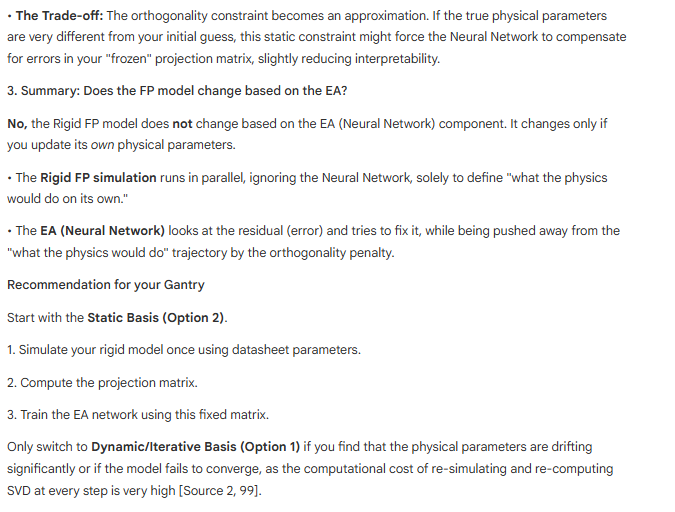 • The Trade-off: The orthogonality constraint becomes an approximation. If the true physical parameters
are very different from your initial guess, this static constraint might force the Neural Network to compensate
for errors in your "frozen" projection matrix, slightly reducing interpretability.
3. Summary: Does the FP model change based on the EA?
No, the Rigid FP model does not change based on the EA (Neural Network) component. It changes only if
you update its own physical parameters.
• The Rigid FP simulation runs in parallel, ignoring the Neural Network, solely to define "what the physics
would do on its own."
• The EA (Neural Network) looks at the residual (error) and tries to fix it, while being pushed away from the
"what the physics would do" trajectory by the orthogonality penalty.
Recommendation for your Gantry
Start with the Static Basis (Option 2).
1. Simulate your rigid model once using datasheet parameters.
2. Compute the projection matrix.
3. Train the EA network using this fixed matrix.
Only switch to Dynamic/Iterative Basis (Option 1) if you find that the physical parameters are drifting
significantly or if the model fails to converge, as the computational cost of re-simulating and re-computing
SVD at every step is very high [Source 2, 99].